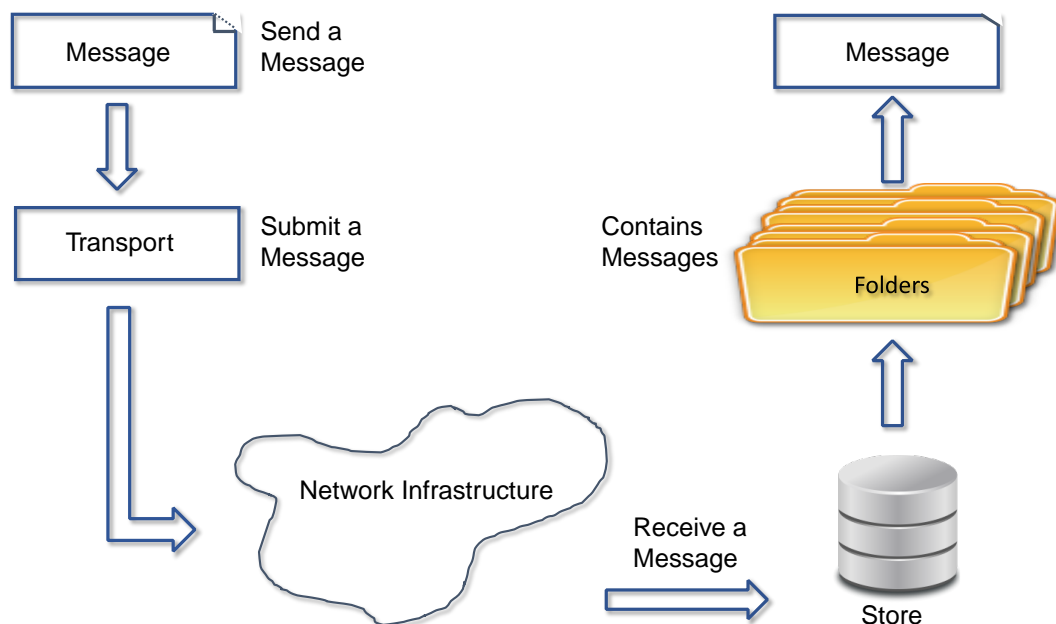 Message
Send a
Message
Transport
Submit a
Message
Network Infrastructure
Receive a
Message
Store
Contains
Messages
Folders
Message